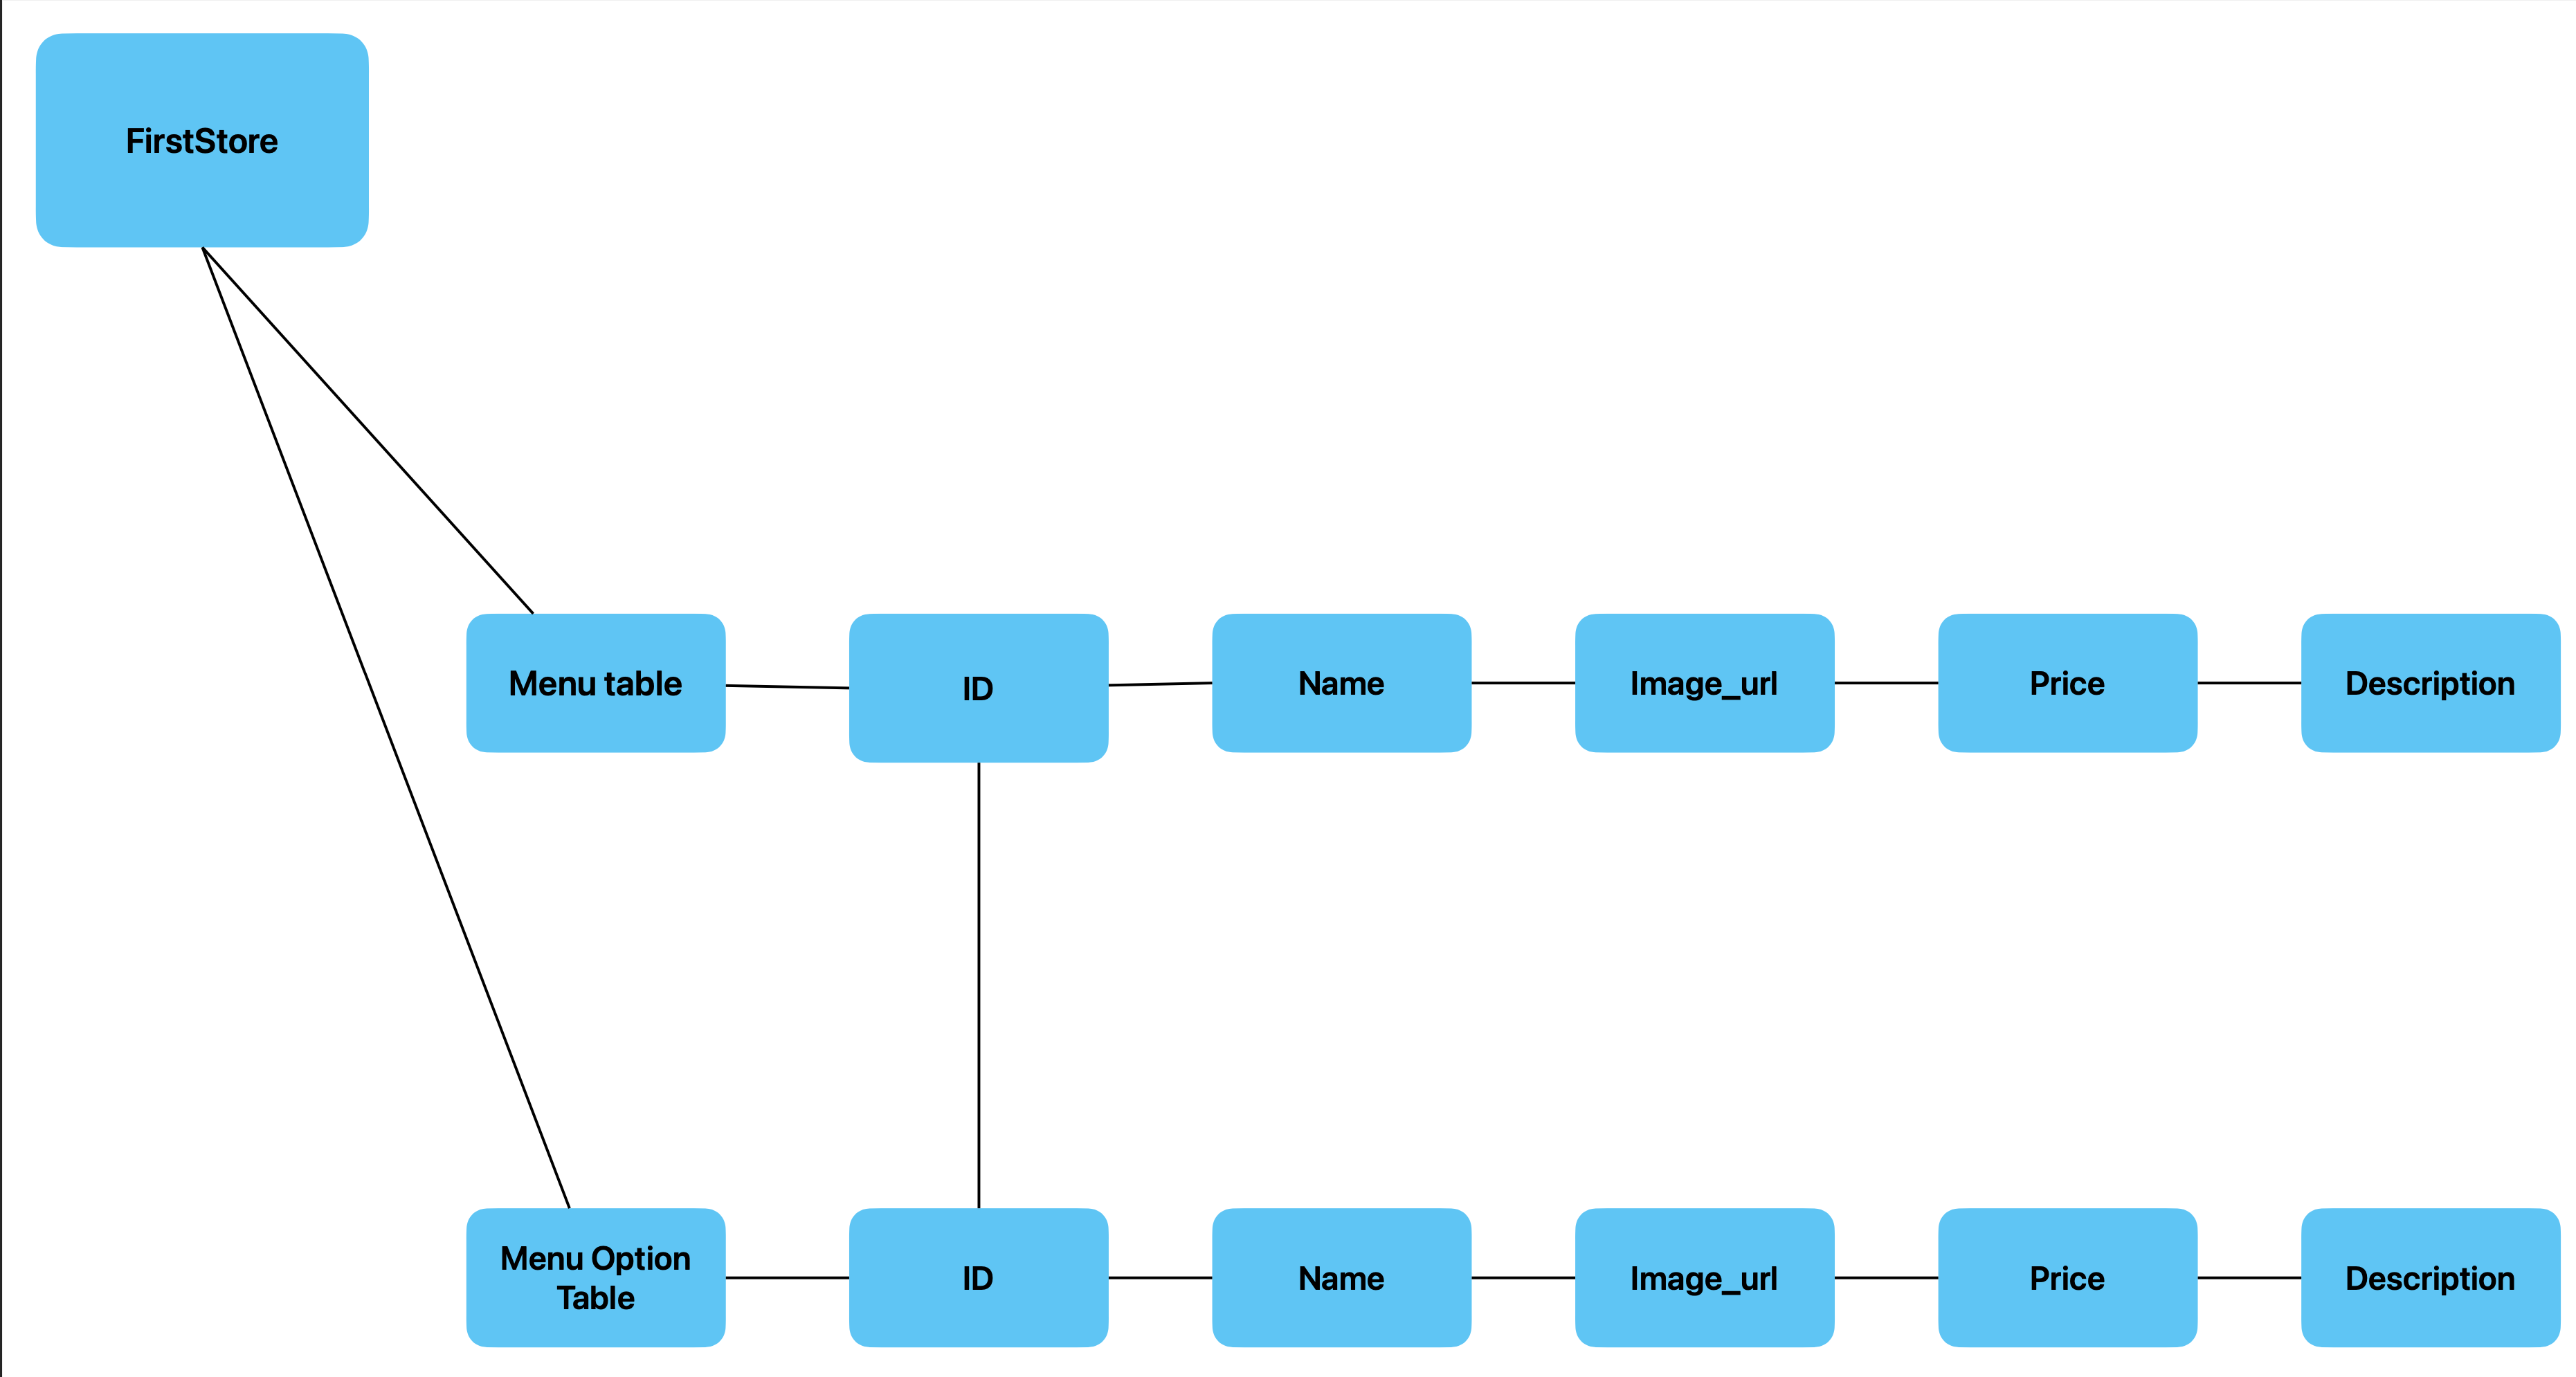 FirstStore
Menu table
ID
Name
Image_url
Price
Description
Menu Option
Table
ID
Name
Image_url
Price
Description